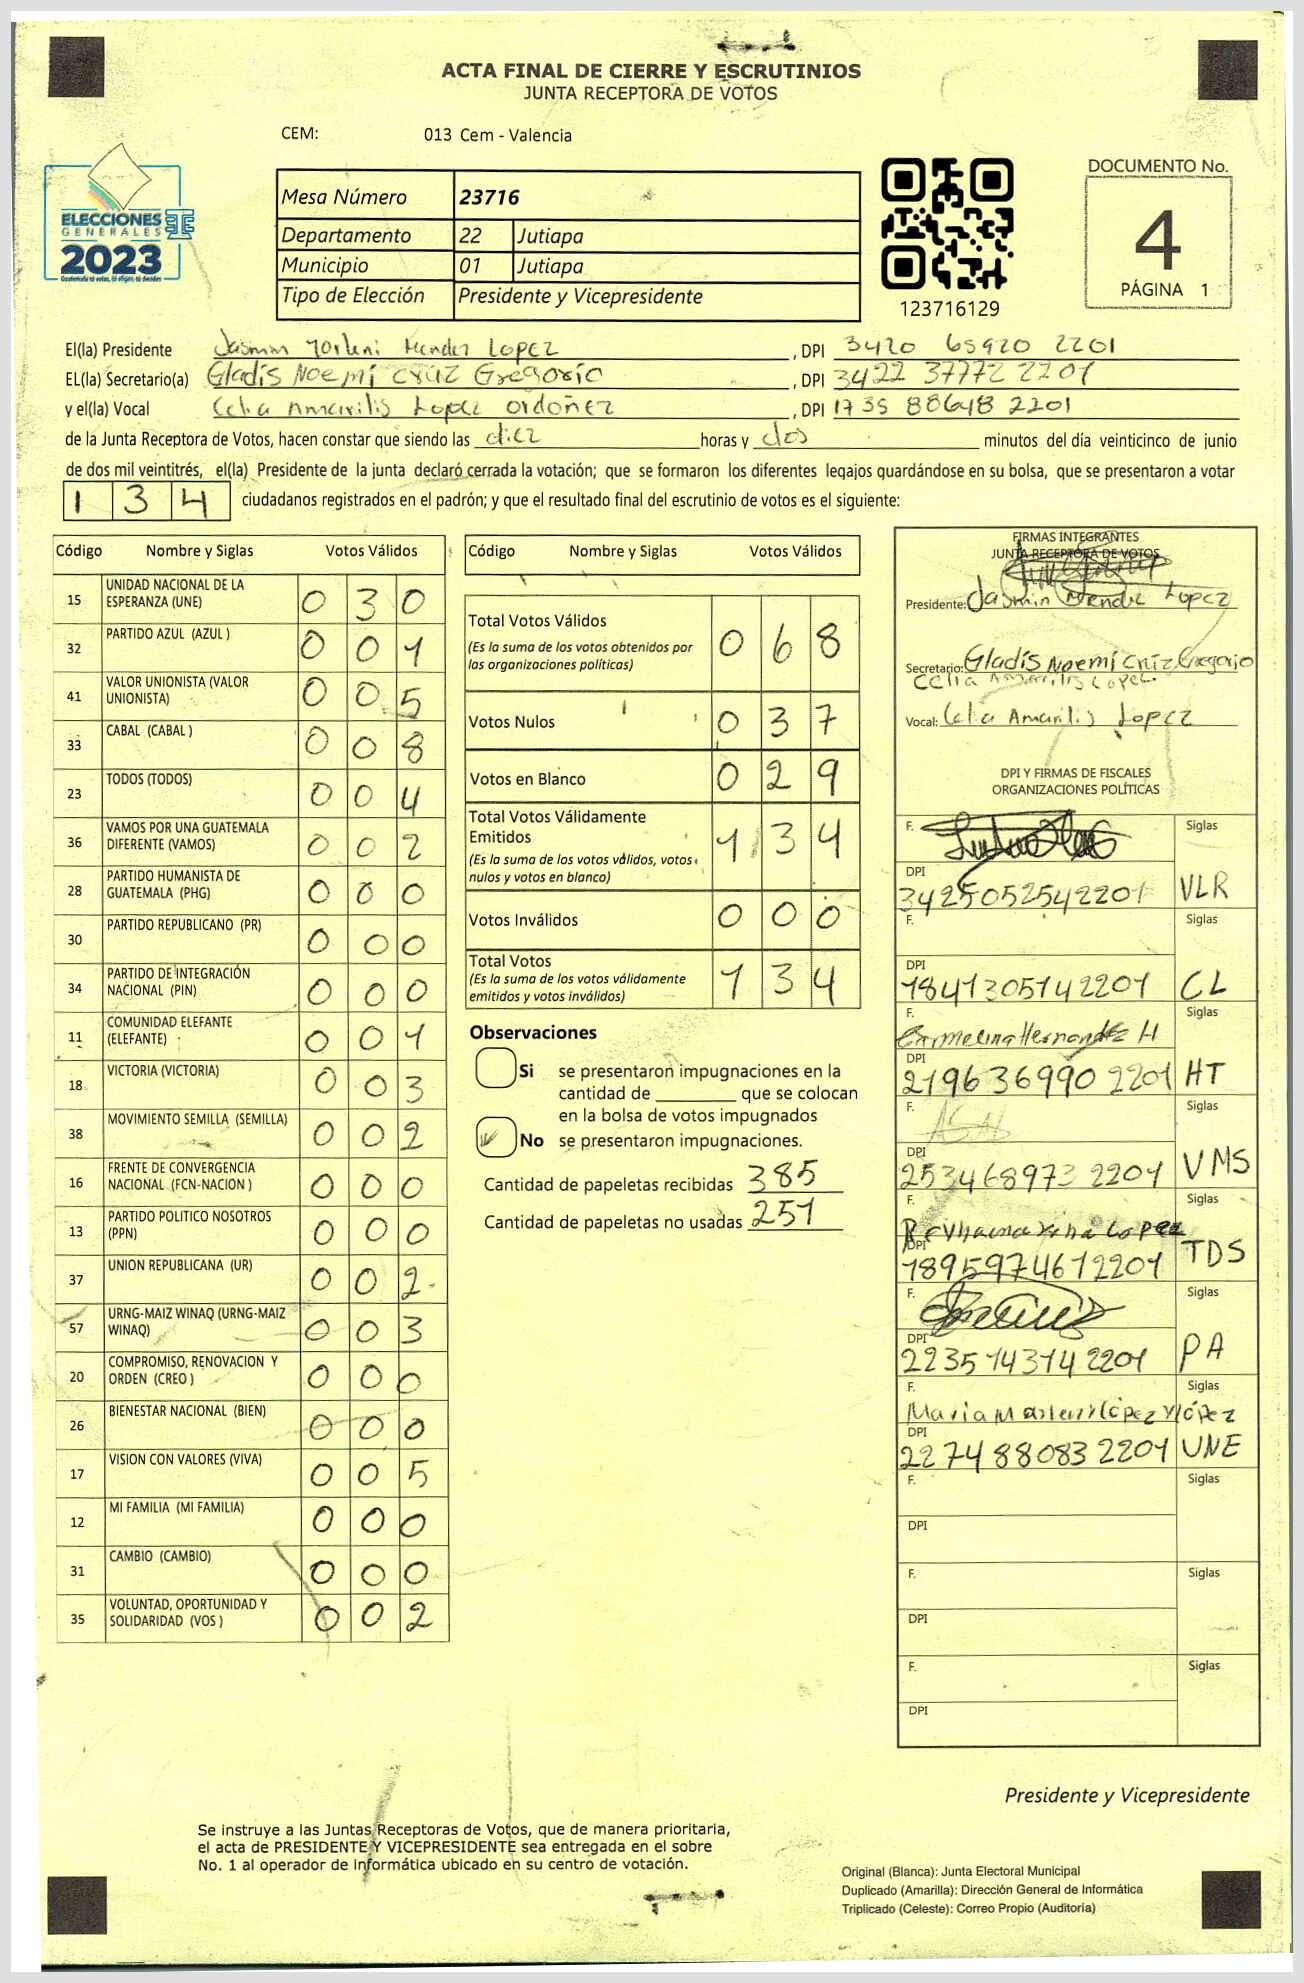 ACTA FINAL DE CIERRE Y ESCRUTINIOS
JUNTA RECEPTORA DE VOTOS
CEM: 013 Cem - Valencia
ELECCIONES
GENERALES
2023
Guatemala tú votas, tú eliges, tú decides
Mesa Número 23716
Departamento 22 Jutiapa
Municipio 01 Jutiapa
Tipo de Elección Presidente y Vicepresidente
123716129
DOCUMENTO No.
4
PÁGINA 1
El(la) Presidente Jasmin Yorleni Mendez Lopez, DPI 3420 65920 2201
EL(la) Secretario(a) Gladis Noemi Cruz Gregorio, DPI 3422 37772 2201
y el(la) Vocal Celia Amarilis Lopez Ordoñez, DPI 1735 88648 2201
de la Junta Receptora de Votos, hacen constar que siendo las diez horas y dos minutos del día veinticinco de junio
de dos mil veintitrés, el(la) Presidente de la junta declaró cerrada la votación; que se formaron los diferentes legajos guardándose en su bolsa, que se presentaron a votar
1 3 4 ciudadanos registrados en el padrón; y que el resultado final del escrutinio de votos es el siguiente:
Código Nombre y Siglas Votos Válidos
15 UNIDAD NACIONAL DE LA ESPERANZA (UNE) 0 3 0
32 PARTIDO AZUL (AZUL ) 0 0 1
41 VALOR UNIONISTA (VALOR UNIONISTA) 0 0 5
33 CABAL (CABAL ) 0 0 8
23 TODOS (TODOS) 0 0 4
36 VAMOS POR UNA GUATEMALA DIFERENTE (VAMOS) 0 0 2
28 PARTIDO HUMANISTA DE GUATEMALA (PHG) 0 0 0
30 PARTIDO REPUBLICANO (PR) 0 0 0
34 PARTIDO DE INTEGRACIÓN NACIONAL (PIN) 0 0 0
11 COMUNIDAD ELEFANTE (ELEFANTE) 0 0 1
18 VICTORIA (VICTORIA) 0 0 3
38 MOVIMIENTO SEMILLA (SEMILLA) 0 0 2
16 FRENTE DE CONVERGENCIA NACIONAL (FCN-NACION ) 0 0 0
13 PARTIDO POLITICO NOSOTROS (PPN) 0 0 0
37 UNION REPUBLICANA (UR) 0 0 2
57 URNG-MAIZ WINAQ (URNG-MAIZ WINAQ) 0 0 3
20 COMPROMISO, RENOVACION Y ORDEN (CREO ) 0 0 0
26 BIENESTAR NACIONAL (BIEN) 0 0 0
17 VISION CON VALORES (VIVA) 0 0 5
12 MI FAMILIA (MI FAMILIA) 0 0 0
31 CAMBIO (CAMBIO) 0 0 0
35 VOLUNTAD, OPORTUNIDAD Y SOLIDARIDAD (VOS ) 0 0 2
Código Nombre y Siglas Votos Válidos
Total Votos Válidos 0 6 8
(Es la suma de los votos obtenidos por
las organizaciones políticas)
Votos Nulos 0 3 7
Votos en Blanco 0 2 9
Total Votos Válidamente
Emitidos 1 3 4
(Es la suma de los votos válidos, votos
nulos y votos en blanco)
Votos Inválidos 0 0 0
Total Votos 1 3 4
(Es la suma de los votos válidamente
emitidos y votos inválidos)
Observaciones
Si se presentaron impugnaciones en la
cantidad de ________ que se colocan
en la bolsa de votos impugnados
No se presentaron impugnaciones.
Cantidad de papeletas recibidas 385
Cantidad de papeletas no usadas 251
FIRMAS INTEGRANTES
JUNTA RECEPTORA DE VOTOS
Presidente: Jasmin Mendez Lopez
Secretario: Gladis Noemi Cruz Gregorio
Celia Amarilis Lopez.
Vocal: Celia Amarilis Lopez
DPI Y FIRMAS DE FISCALES
ORGANIZACIONES POLÍTICAS
F. Siglas
DPI
3425052542201 VLR
F. Siglas
DPI
1841305142201 CL
F. Siglas
Ermelina Hernandez H
DPI
219636990 2201 HT
F. Siglas
DPI
253468973 2201 VMS
F. Siglas
Lopez
DPI
1895974612201 TDS
F. Siglas
DPI
2235143142201 PA
F. Siglas
Maria Marleny López y López
DPI
2274 88083 2201 UNE
F. Siglas
DPI
F. Siglas
DPI
F. Siglas
DPI
Presidente y Vicepresidente
Se instruye a las Juntas Receptoras de Votos, que de manera prioritaria,
el acta de PRESIDENTE Y VICEPRESIDENTE sea entregada en el sobre
No. 1 al operador de informática ubicado en su centro de votación.
Original (Blanca): Junta Electoral Municipal
Duplicado (Amarilla): Dirección General de Informática
Triplicado (Celeste): Correo Propio (Auditoría)